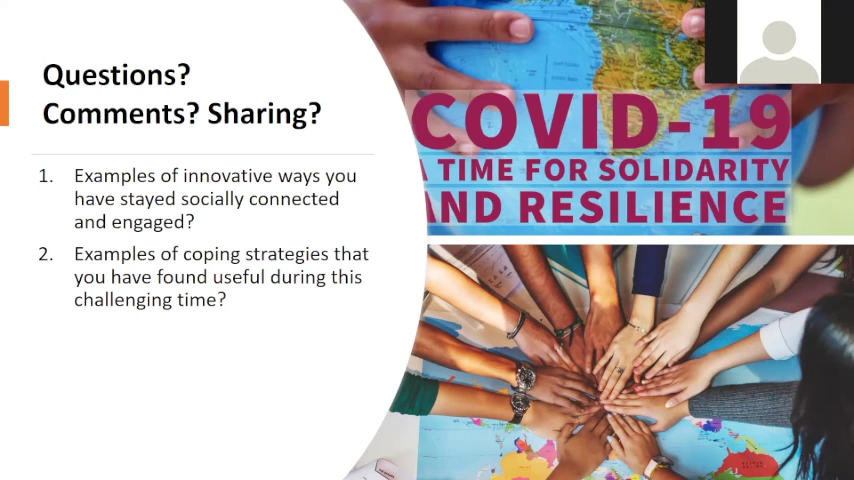 Questions?
Comments? Sharing?
1. Examples of innovative ways you
have stayed socially connected
and engaged?
2. Examples of coping strategies that
you have found useful during this
challenging time?
COVID-19
A TIME FOR SOLIDARITY
AND RESILIENCE